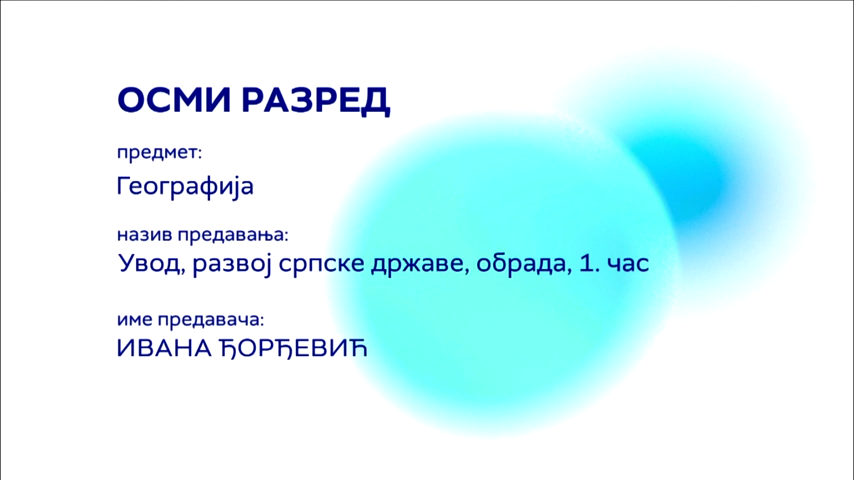 ОСМИ РАЗРЕД
предмет:
Географија
назив предавања:
Увод, развој српске државе, обрада, 1. час
име предавача:
ИВАНА ЂОРЂЕВИЋ